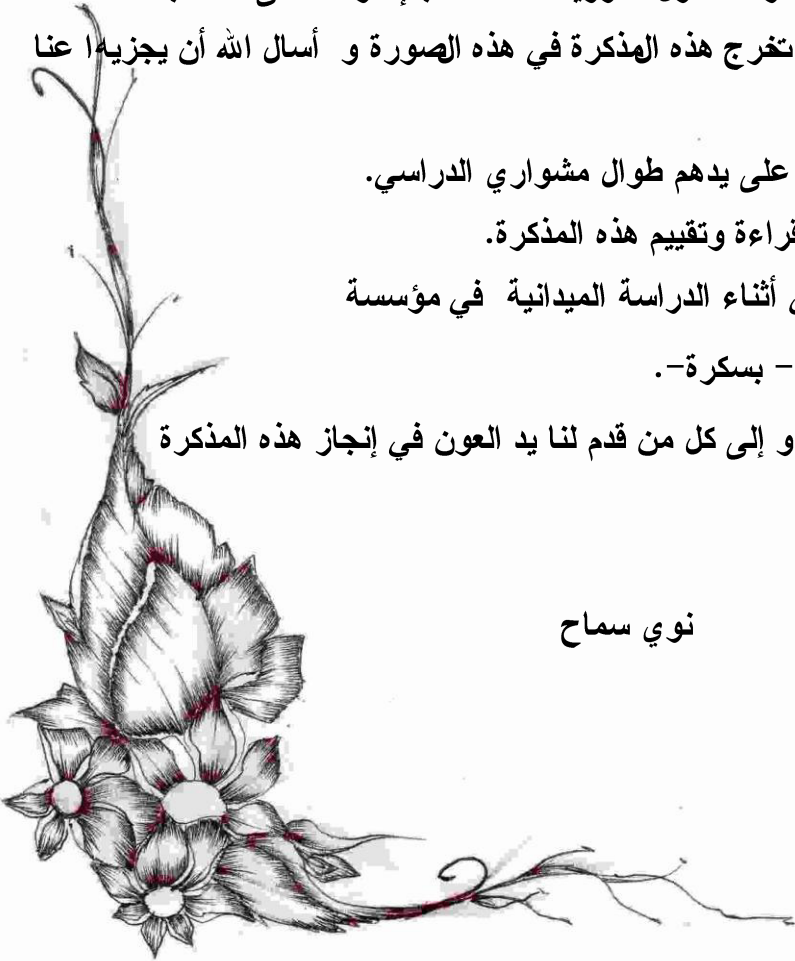 تخرج هذه المذكرة في هذه الصورة و أسال الله أن يجزيها عنا
على يدهم طوال مشواري الدراسي.
قراءة وتقييم هذه المذكرة.
أثناء الدراسة الميدانية في مؤسسة
- بسكرة-.
و إلى كل من قدم لنا يد العون في إنجاز هذه المذكرة
نوي سماح